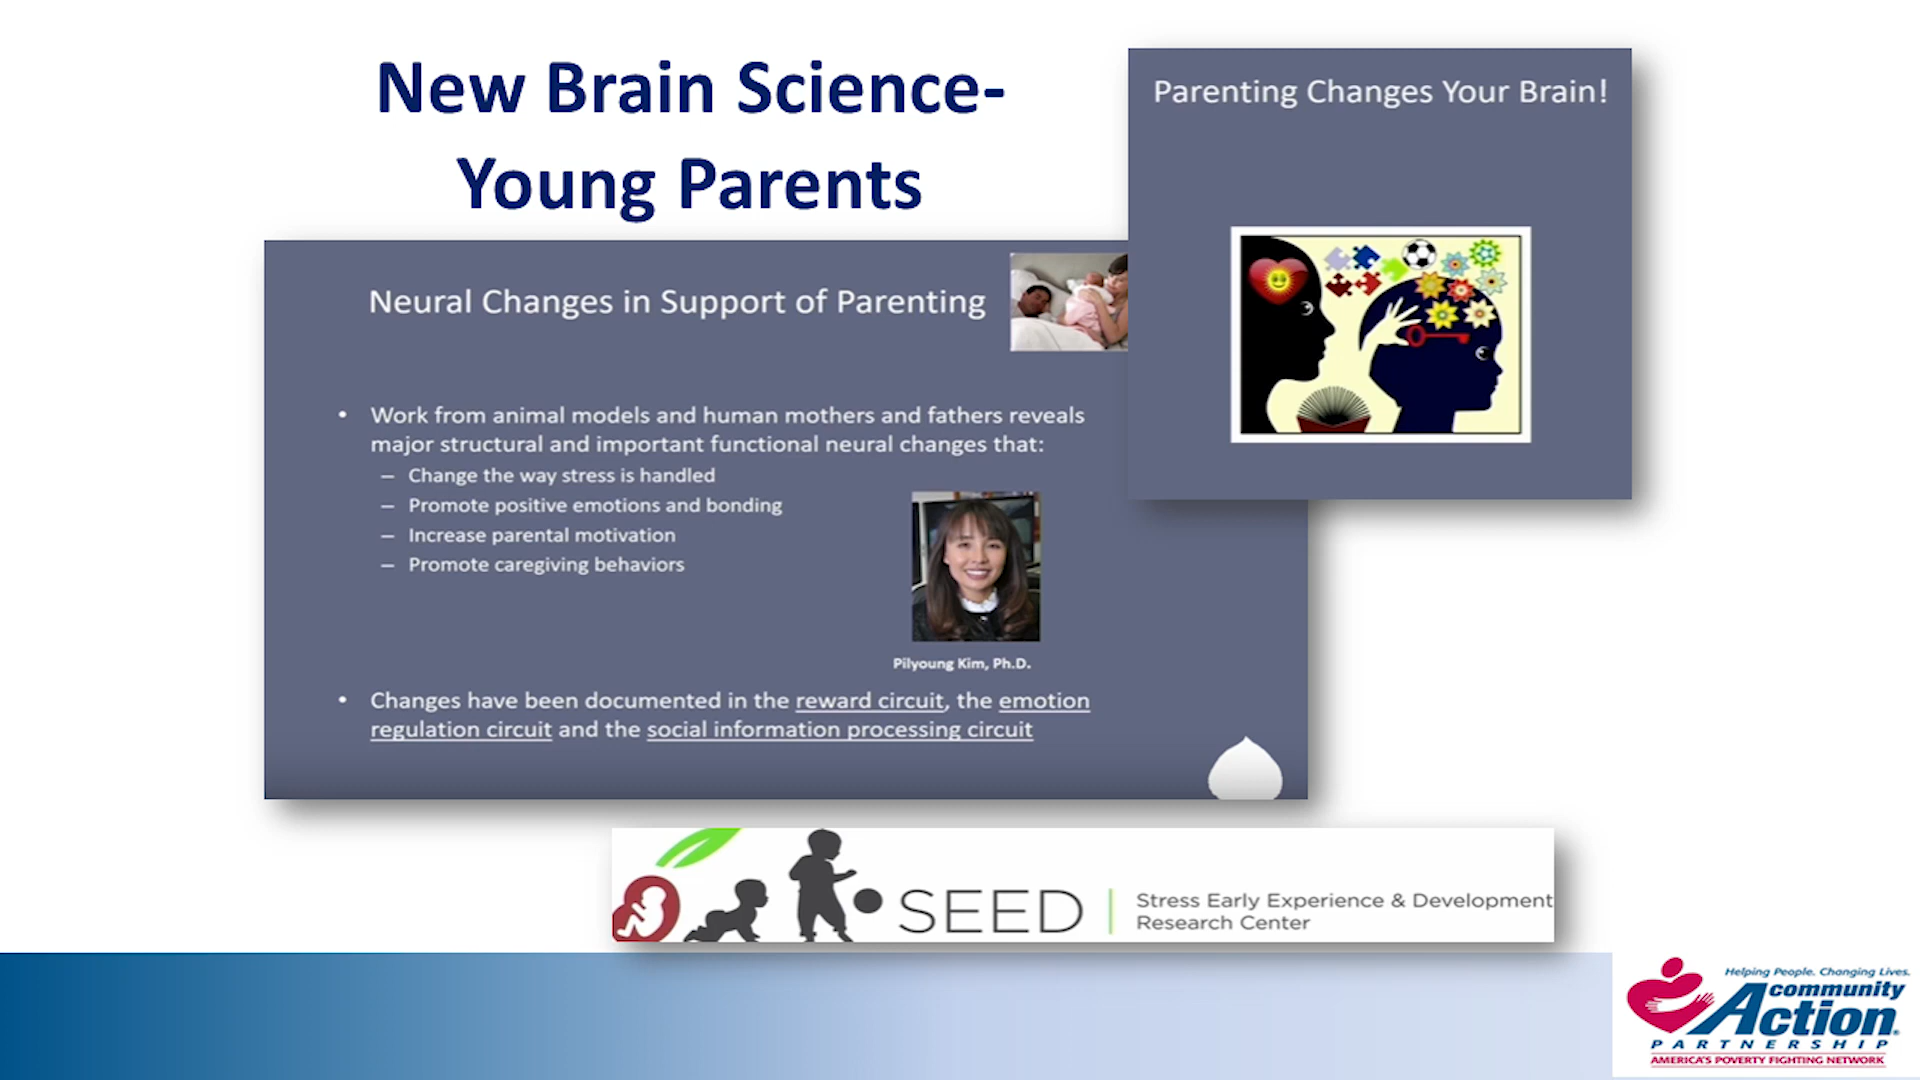 New Brain Science-
Young Parents
Parenting Changes Your Brain!
Neural Changes in Support of Parenting
• Work from animal models and human mothers and fathers reveals
major structural and important functional neural changes that:
– Change the way stress is handled
– Promote positive emotions and bonding
– Increase parental motivation
– Promote caregiving behaviors
Pilyoung Kim, Ph.D.
• Changes have been documented in the reward circuit, the emotion
regulation circuit and the social information processing circuit
SEED
Stress Early Experience & Development
Research Center
Helping People. Changing Lives.
community
Action
PARTNERSHIP
AMERICA'S POVERTY FIGHTING NETWORK